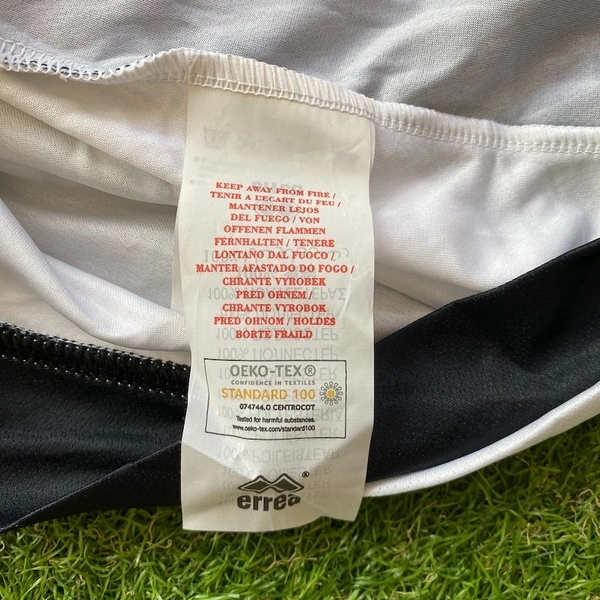 KEEP AWAY FROM FIRE /
TENIR A L'ECART DU FEU /
MANTENER LEJOS
DEL FUEGO / VON
OFFENEN FLAMMEN
FERNHALTEN / TENERE
LONTANO DAL FUOCO /
MANTER AFASTADO DO FOGO /
CHRANTE VYROBEK
PRED OHNEM /
CHRANTE VYROBOK
PRED OHNOM / HOLDES
BORTE FRAILD
OEKO-TEX®
CONFIDENCE IN TEXTILES
STANDARD 100
074744.O CENTROCOT
Tested for harmful substances.
www.oeko-tex.com/standard100
errea®